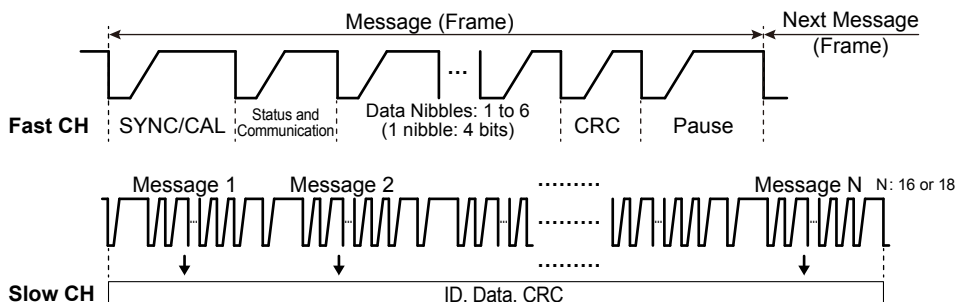 Message (Frame)
Next Message
(Frame)
...
Fast CH
SYNC/CAL
Status and
Communication
Data Nibbles: 1 to 6
(1 nibble: 4 bits)
CRC
Pause
Message 1
Message 2
Message N
N: 16 or 18
Slow CH
ID, Data, CRC